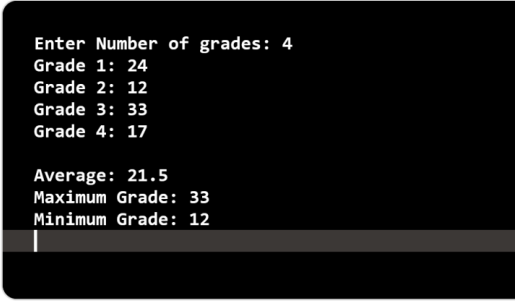 Enter Number of grades: 4
Grade 1: 24
Grade 2: 12
Grade 3: 33
Grade 4: 17
Average: 21.5
Maximum Grade: 33
Minimum Grade: 12